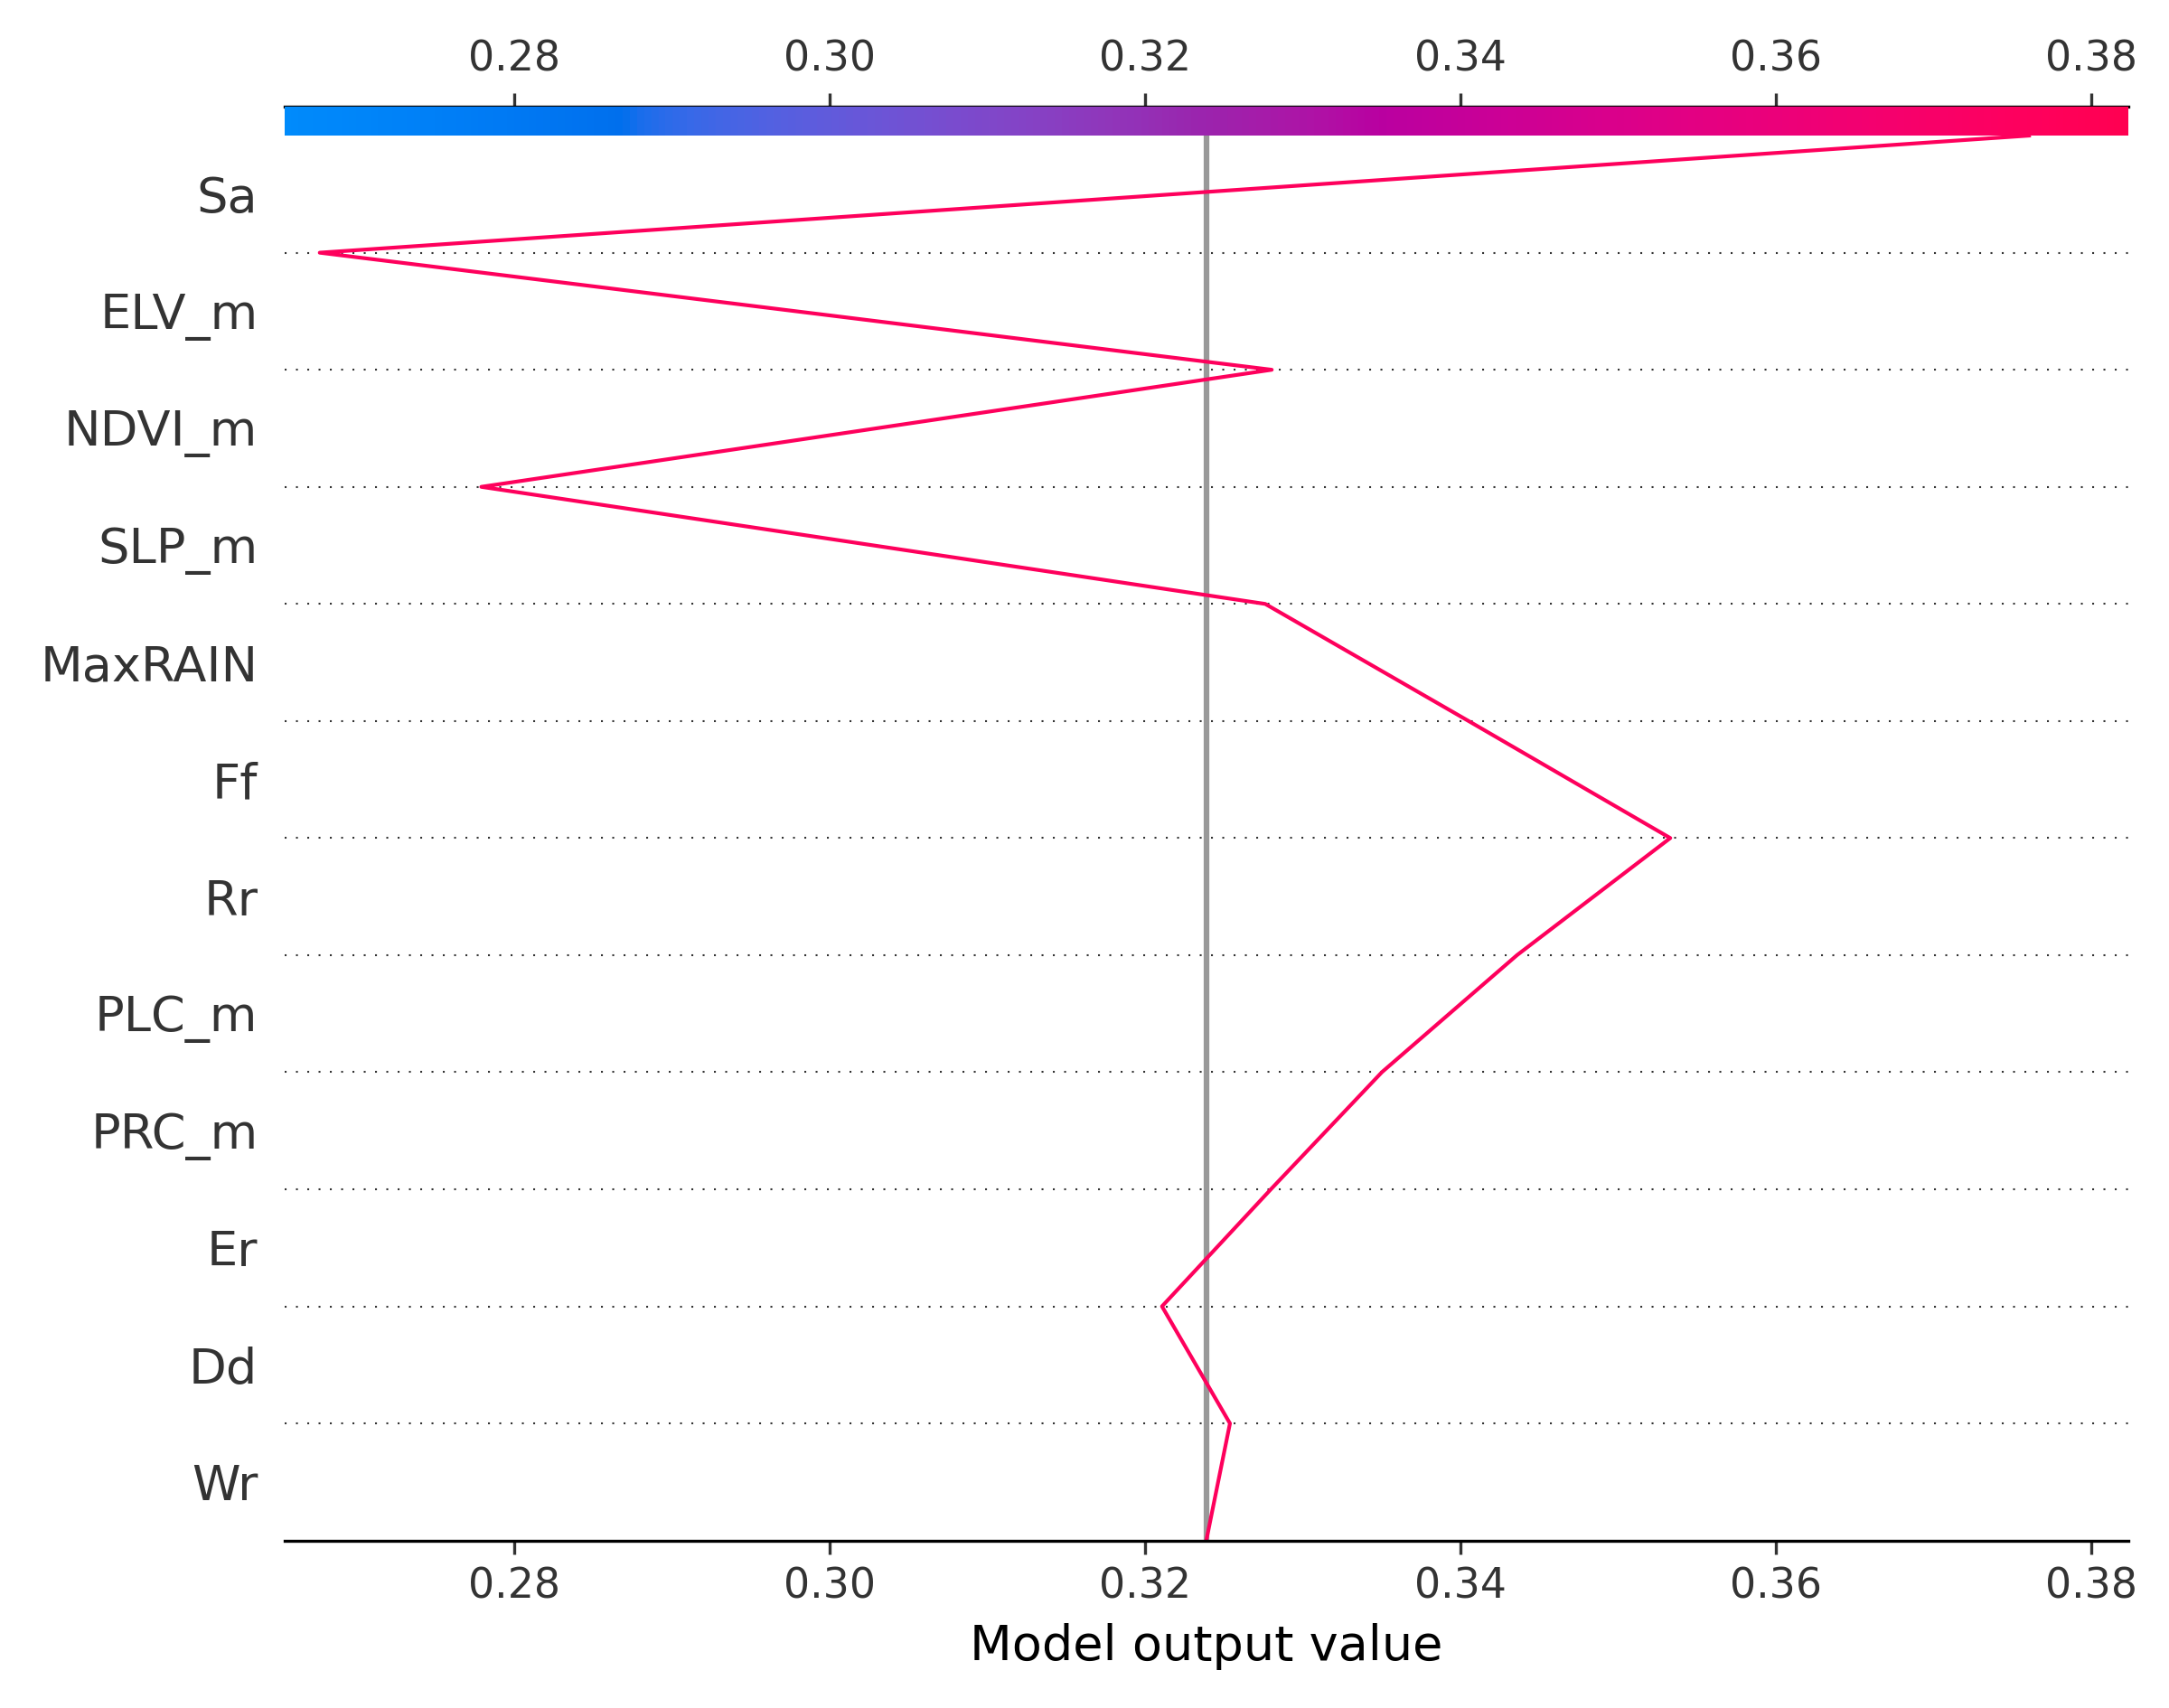 0.28 0.30 0.32 0.34 0.36 0.38
Sa
ELV_m
NDVI_m
SLP_m
MaxRAIN
Ff
Rr
PLC_m
PRC_m
Er
Dd
Wr
0.28 0.30 0.32 0.34 0.36 0.38
Model output value